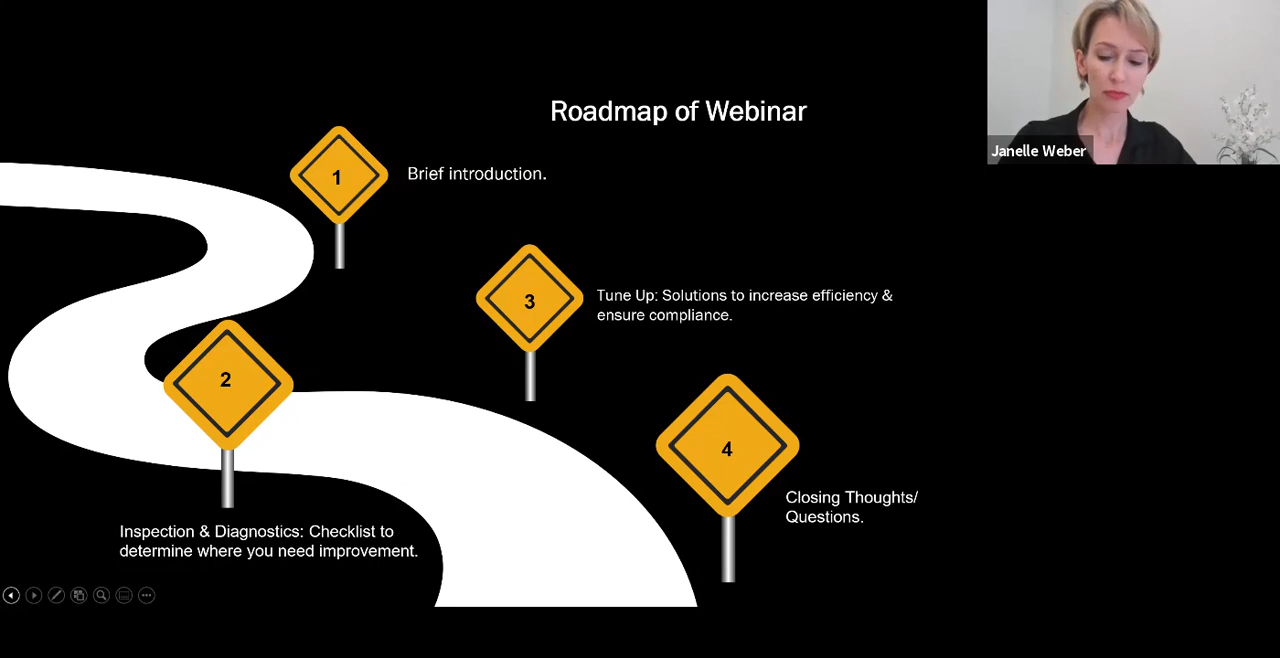 Roadmap of Webinar
Janelle Weber
1
Brief introduction.
2
Inspection & Diagnostics: Checklist to
determine where you need improvement.
3
Tune Up: Solutions to increase efficiency &
ensure compliance.
4
Closing Thoughts/
Questions.